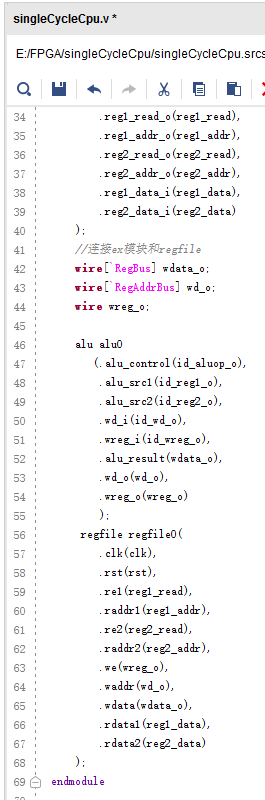 singleCycleCpu.v *
E:/FPGA/singleCycleCpu/singleCycleCpu.srcs
34 .reg1_read_o(reg1_read),
35 .reg1_addr_o(reg1_addr),
36 .reg2_read_o(reg2_read),
37 .reg2_addr_o(reg2_addr),
38 .reg1_data_i(reg1_data),
39 .reg2_data_i(reg2_data)
40 );
41 //连接ex模块和regfile
42 wire[`RegBus] wdata_o;
43 wire[`RegAddrBus] wd_o;
44 wire wreg_o;
45
46 alu alu0
47 (.alu_control(id_aluop_o),
48 .alu_src1(id_reg1_o),
49 .alu_src2(id_reg2_o),
50 .wd_i(id_wd_o),
51 .wreg_i(id_wreg_o),
52 .alu_result(wdata_o),
53 .wd_o(wd_o),
54 .wreg_o(wreg_o)
55 );
56 regfile regfile0(
57 .clk(clk),
58 .rst(rst),
59 .re1(reg1_read),
60 .raddr1(reg1_addr),
61 .re2(reg2_read),
62 .raddr2(reg2_addr),
63 .we(wreg_o),
64 .waddr(wd_o),
65 .wdata(wdata_o),
66 .rdata1(reg1_data),
67 .rdata2(reg2_data)
68 );
69 endmodule